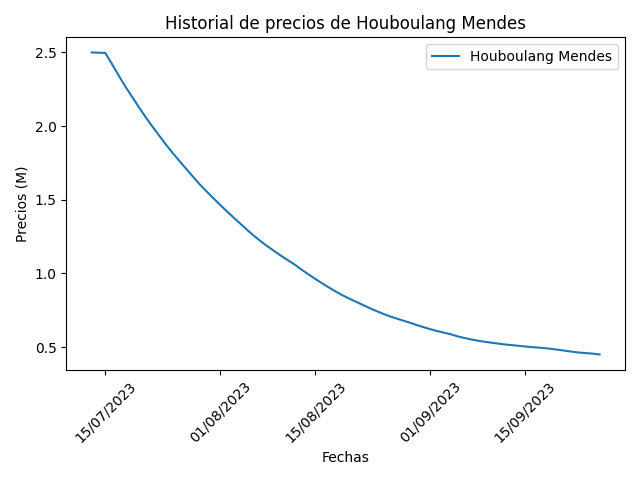 Historial de precios de Houboulang Mendes
Houboulang Mendes
Precios (M)
2.5
2.0
1.5
1.0
0.5
15/07/2023
01/08/2023
15/08/2023
01/09/2023
15/09/2023
Fechas